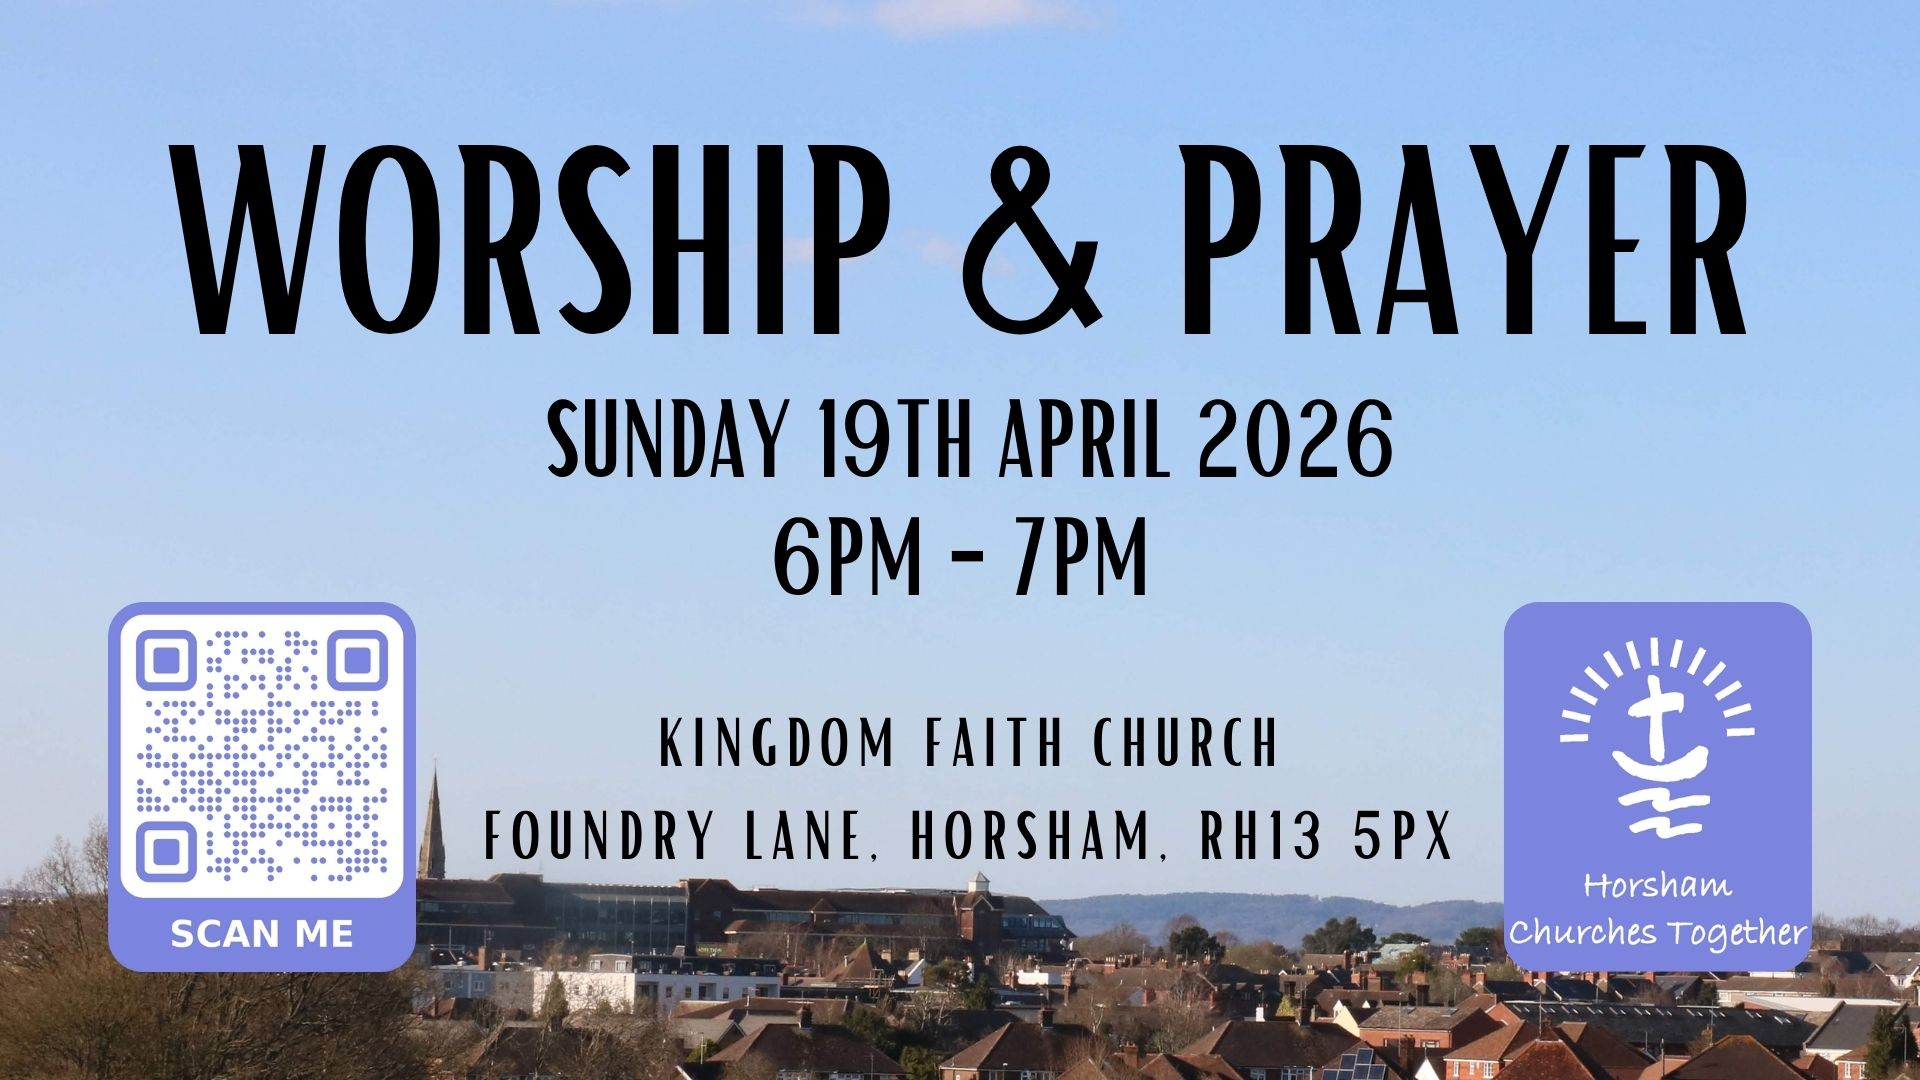 WORSHIP & PRAYER
SUNDAY 19TH APRIL 2026
6PM - 7PM
KINGDOM FAITH CHURCH
FOUNDRY LANE, HORSHAM, RH13 5PX
SCAN ME
Horsham
Churches Together